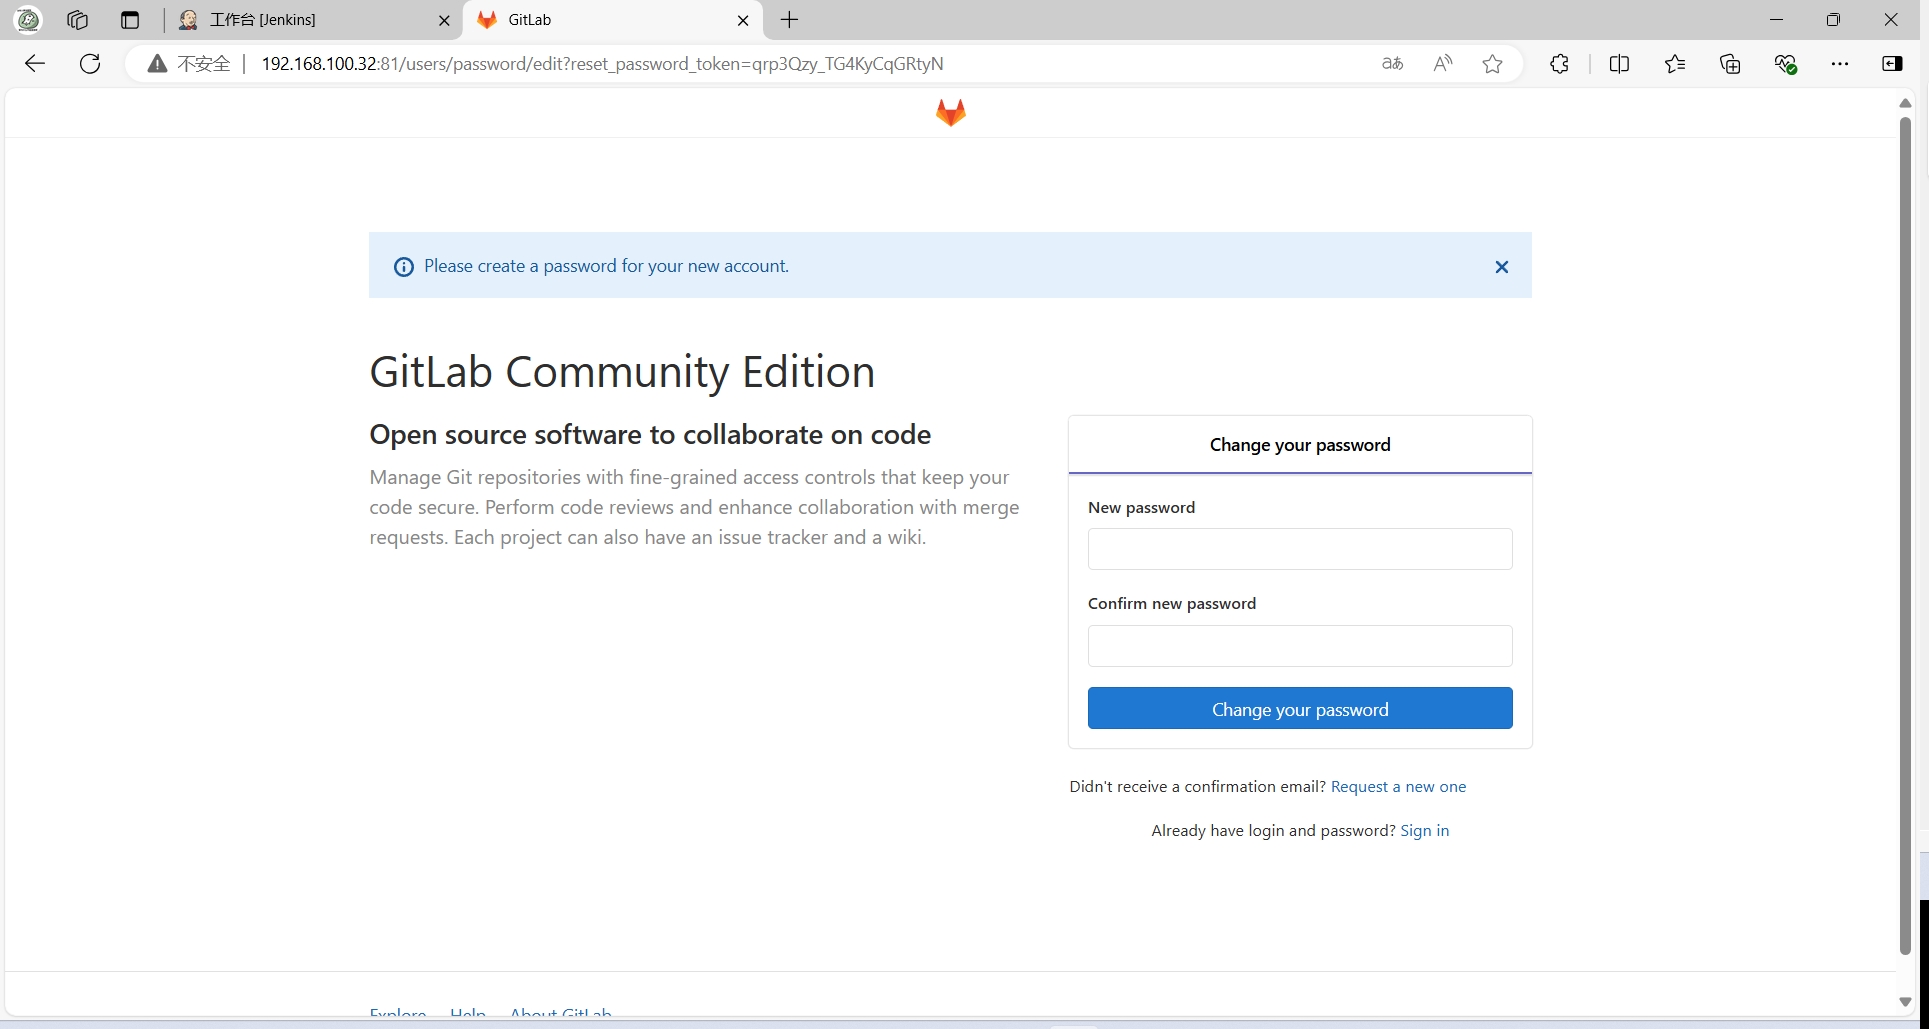 工作台 [Jenkins]
GitLab
不安全
192.168.100.32:81/users/password/edit?reset_password_token=qrp3Qzy_TG4KyCqGRtyN
Please create a password for your new account.
GitLab Community Edition
Open source software to collaborate on code
Manage Git repositories with fine-grained access controls that keep your
code secure. Perform code reviews and enhance collaboration with merge
requests. Each project can also have an issue tracker and a wiki.
Change your password
New password
Confirm new password
Change your password
Didn't receive a confirmation email? Request a new one
Already have login and password? Sign in
Explore Help About GitLab